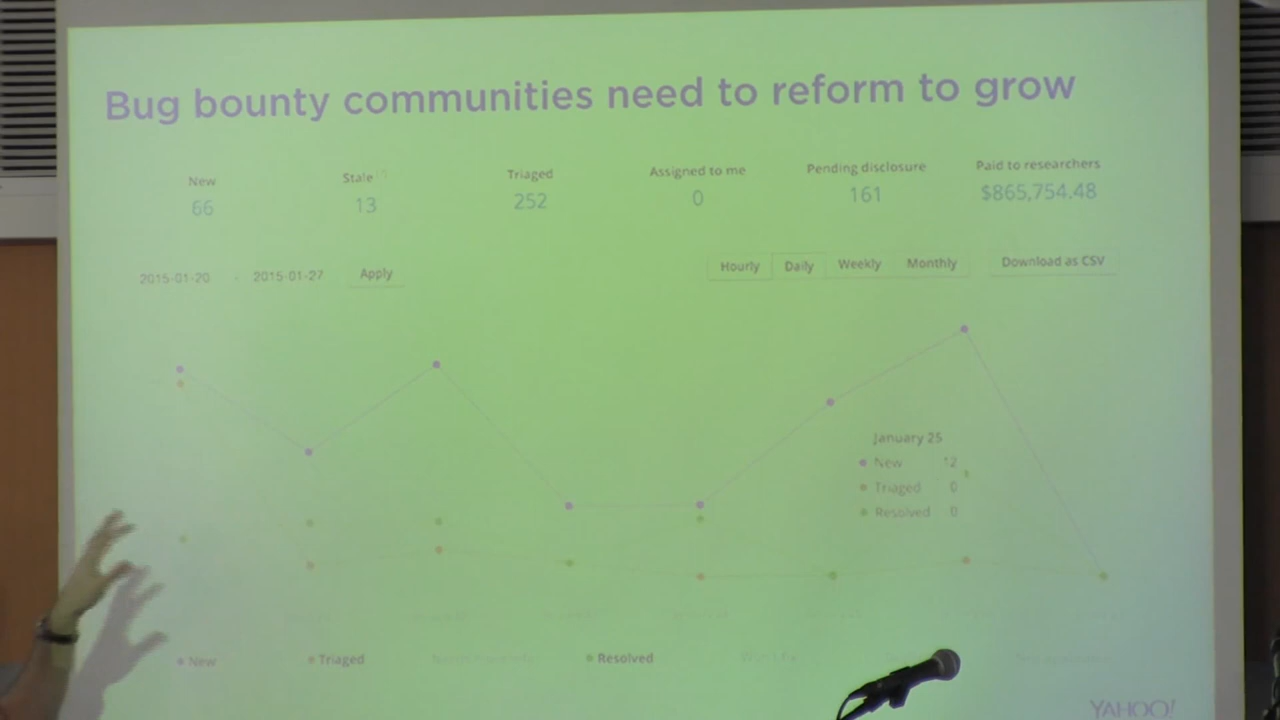 Bug bounty communities need to reform to grow
New Stale Triaged Assigned to me Pending disclosure Paid to researchers
66 13 252 0 161 $865,754.48
2015-01-20 - 2015-01-27 Apply Hourly Daily Weekly Monthly Download as CSV
January 25
New 12
Triaged 0
Resolved 0
New Triaged Resolved
YAHOO!